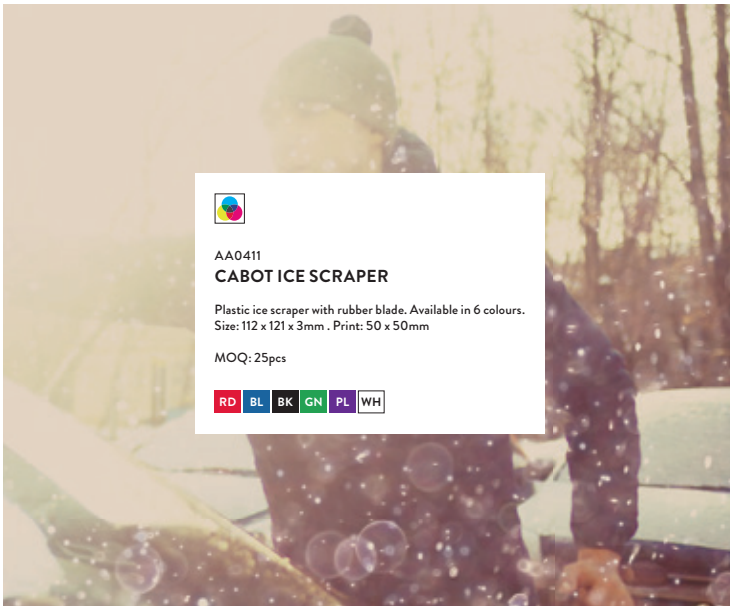 AA0411
CABOT ICE SCRAPER
Plastic ice scraper with rubber blade. Available in 6 colours.
Size: 112 x 121 x 3mm . Print: 50 x 50mm
MOQ: 25pcs
RD BL BK GN PL WH